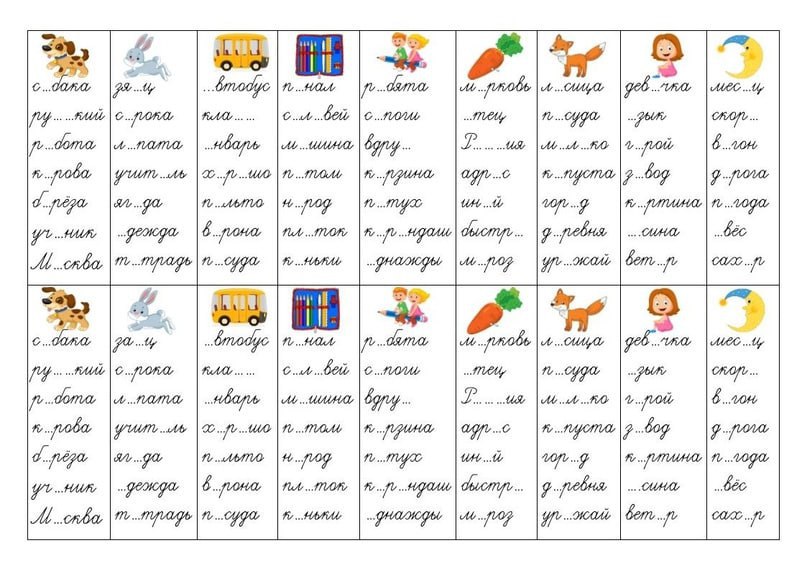 с...бака зя...ц ...втобус п...нал р...бята м...рковь л...сица дев...чка мес...ц
ру... ...кий с...рока кла... ... с...л...вей с...поги ...тец п...суда ...зык скор...
р...бота л...пата ...нварь м...шина вдру... Р... ...ия м...л...ко г...рой в...гон
к...рова учит...ль х...р...шо п...том к...рзина адр...с к...пуста з...вод д...рога
б...рёза яг...да п...льто н...род п...тух ин...й гор...д к...ртина п...года
уч...ник ...дежда в...рона пл...ток к...р...ндаш быстр... д...ревня ...сина ...вёс
М...сква т...традь п...суда к...ньки ...днажды м...роз ур...жай вет...р сах...р
с...бака за...ц ...втобус п...нал р...бята м...рковь л...сица дев...чка мес...ц
ру... ...кий с...рока кла... ... с...л...вей с...поги ...тец п...суда ...зык скор...
р...бота л...пата ...нварь м...шина вдру... Р... ...ия м...л...ко г...рой в...гон
к...рова учит...ль х...р...шо п...том к...рзина адр...с к...пуста з...вод д...рога
б...рёза яг...да п...льто н...род п...тух ин...й гор...д к...ртина п...года
уч...ник ...дежда в...рона пл...ток к...р...ндаш быстр... д...ревня ...сина ...вёс
М...сква т...традь п...суда к...ньки ...днажды м...роз ур...жай вет...р сах...р